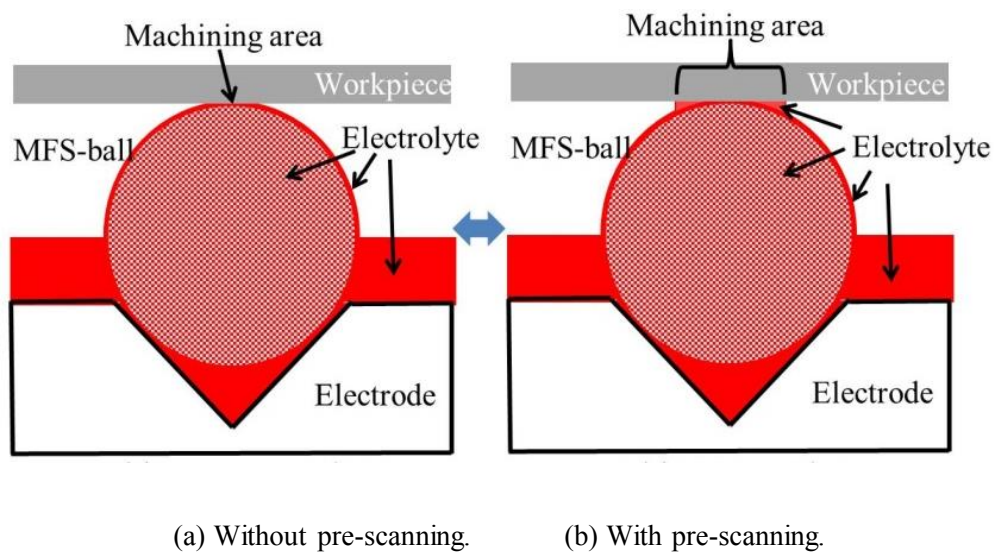 Machining area
Workpiece
MFS-ball
Electrolyte
Electrode
Machining area
Workpiece
MFS-ball
Electrolyte
Electrode
(a) Without pre-scanning.
(b) With pre-scanning.